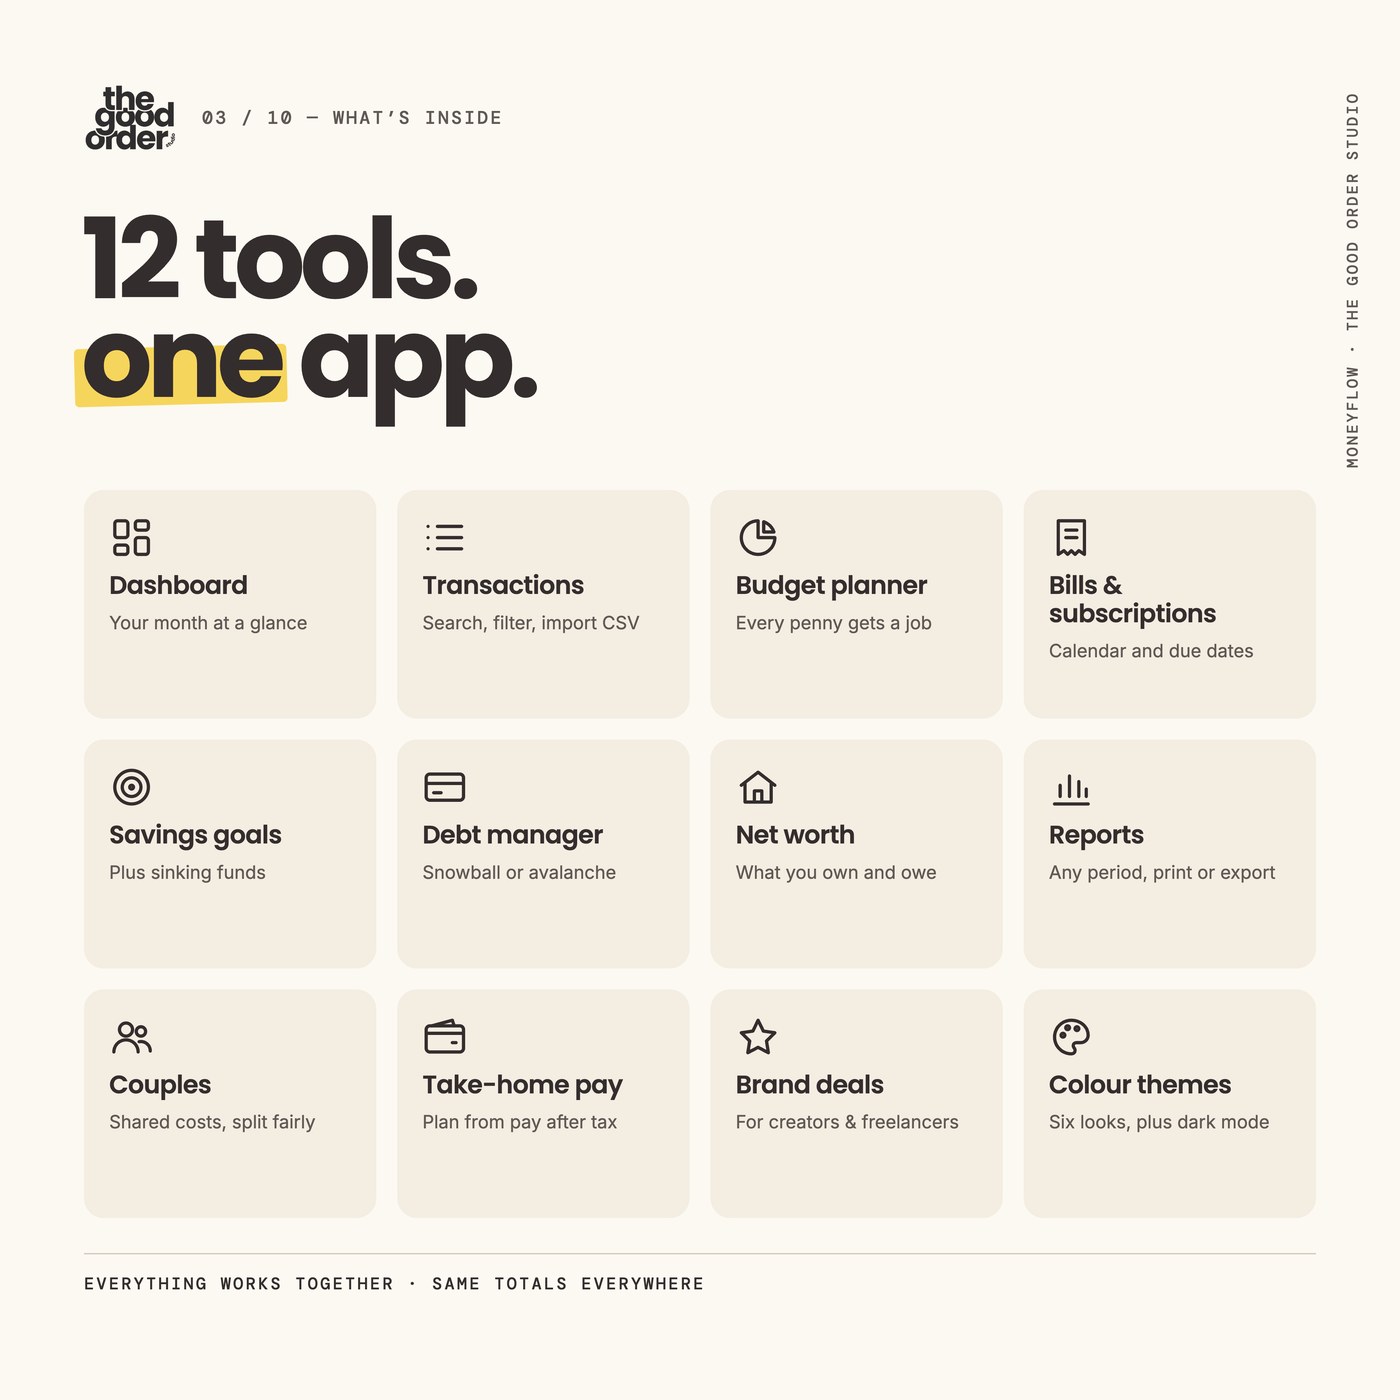 the
good
order
03 / 10 — WHAT’S INSIDE
MONEYFLOW · THE GOOD ORDER STUDIO
12 tools.
one app.
Dashboard
Your month at a glance
Transactions
Search, filter, import CSV
Budget planner
Every penny gets a job
Bills &
subscriptions
Calendar and due dates
Savings goals
Plus sinking funds
Debt manager
Snowball or avalanche
Net worth
What you own and owe
Reports
Any period, print or export
Couples
Shared costs, split fairly
Take-home pay
Plan from pay after tax
Brand deals
For creators & freelancers
Colour themes
Six looks, plus dark mode
EVERYTHING WORKS TOGETHER · SAME TOTALS EVERYWHERE